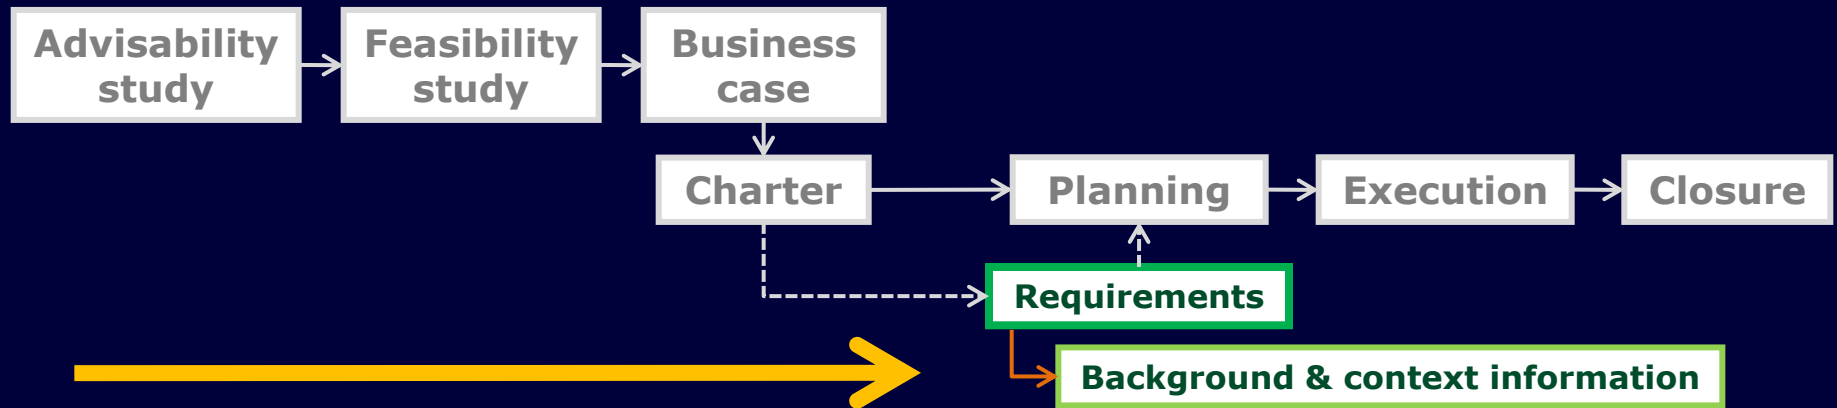 Advisability
study
Feasibility
study
Business
case
Charter
Planning
Execution
Closure
Requirements
Background & context information